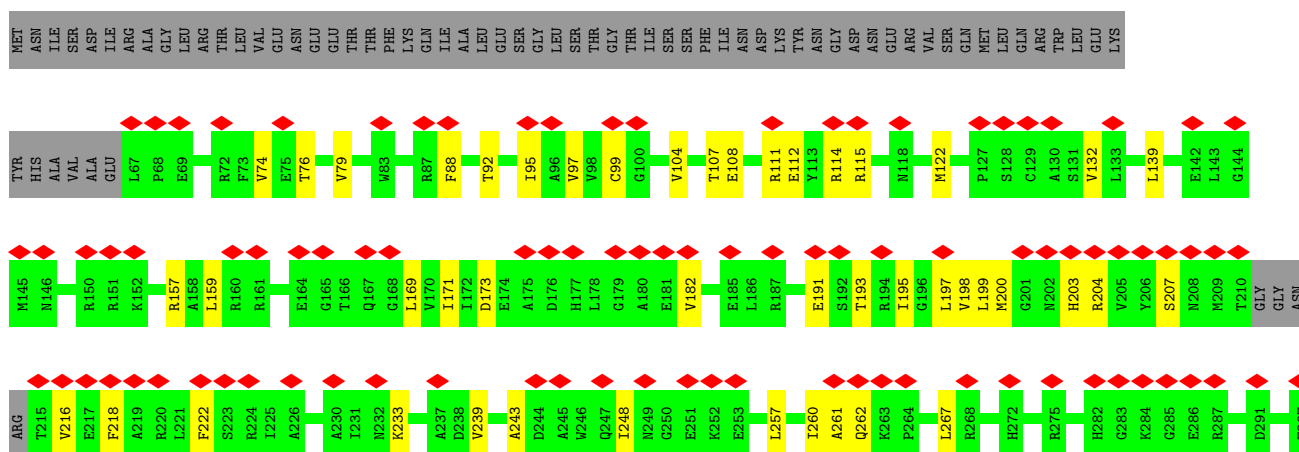 MET ASN ILE SER ASP ILE ARG ALA GLY LEU ARG THR LEU VAL GLU ASN GLU GLU THR THR PHE LYS GLN ILE ALA LEU GLU SER GLY LEU SER THR GLY THR ILE SER SER PHE ILE ASN ASP LYS TYR ASN GLY ASP ASN GLU ARG VAL SER GLN MET LEU GLN ARG TRP LEU GLU LYS
TYR HIS ALA VAL ALA GLU L67 P68 E69 R72 F73 V74 E75 T76 V79 W83 R87 F88 T92 I95 A96 V97 V98 C99 G100 V104 T107 E108 R111 E112 Y113 R114 R115 N118 M122 P127 S128 C129 A130 S131 V132 L133 L139 E142 L143 G144
M145 N146 R150 R151 K152 R157 A158 L159 R160 R161 E164 G165 T166 Q167 G168 L169 V170 I171 I172 D173 E174 A175 D176 H177 L178 G179 A180 E181 V182 E185 L186 R187 E191 S192 T193 R194 I195 G196 L197 V198 L199 M200 G201 N202 H203 R204 V205 Y206 S207 N208 M209 T210 GLY GLY ASN
ARG T215 V216 E217 F218 A219 R220 L221 F222 S223 R224 I225 A226 A230 I231 N232 K233 A237 D238 V239 A243 D244 A245 W246 Q247 I248 N249 G250 E251 K252 E253 L257 I260 A261 Q262 K263 P264 L267 R268 H272 R275 H282 G283 K284 G285 E286 R287 D291